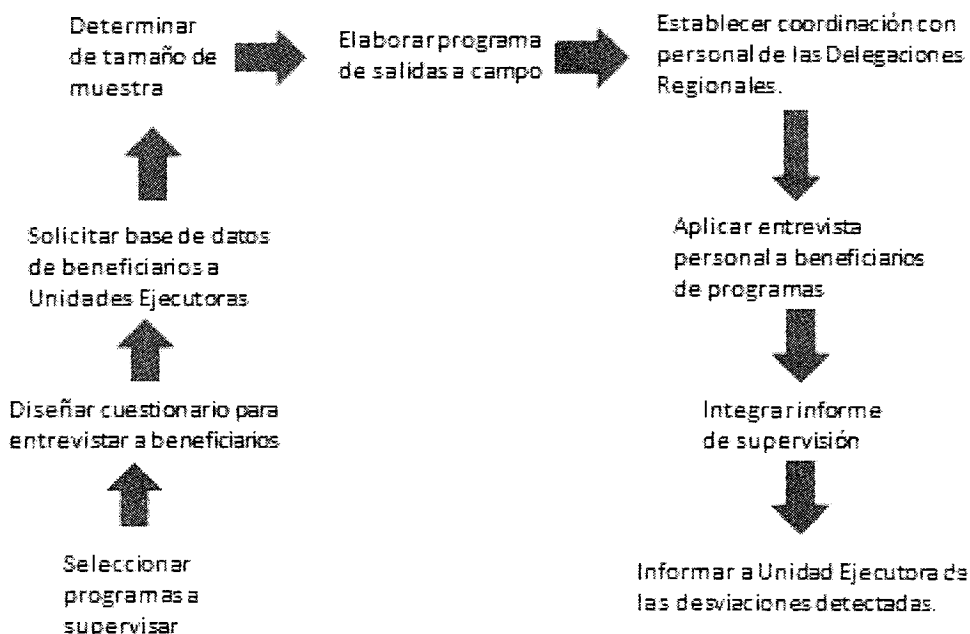 Determinar
de tamaño de
muestra
Elaborar programa
de salidas a campo
Establecer coordinación con
personal de las Delegaciones
Regionales.
Solicitar base de datos
de beneficiarios a
Unidades Ejecutoras
Aplicar entrevista
personal a beneficiarios
de programas
Diseñar cuestionario para
entrevistar a beneficiarios
Integrar informe
de supervisión
Seleccionar
programas a
supervisar
Informar a Unidad Ejecutora de
las desviaciones detectadas.